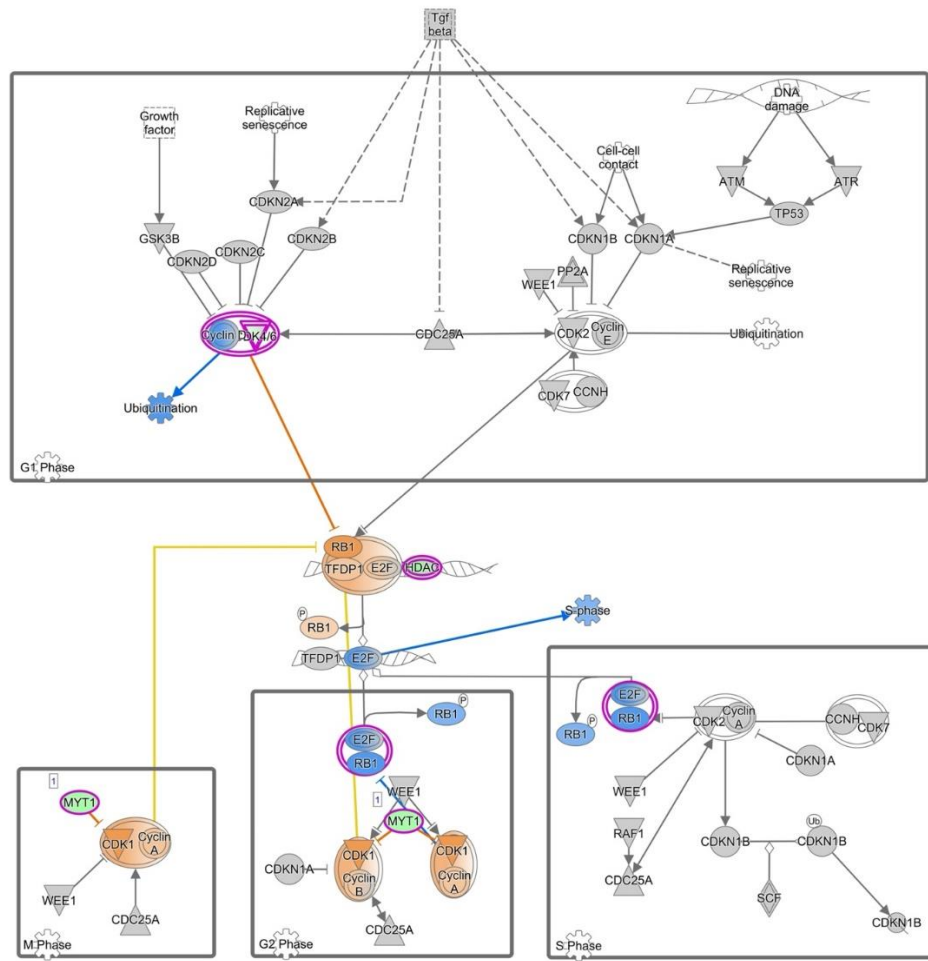 Tgf
beta
DNA
damage
Growth
factor
Replicative
senescence
Cell-cell
contact
ATM
ATR
CDKN2A
TP53
GSK3B
CDKN2C
CDKN2B
CDKN1B
CDKN1A
CDKN2D
PP2A
WEE1
Replicative
senescence
Cyclin D
CDK4/6
CDC25A
CDK2
Cyclin
E
Ubiquitination
Ubiquitination
CDK7
CCNH
G1 Phase
RB1
TFDP1
E2F
HDAC
P
RB1
S-phase
TFDP1
E2F
P
RB1
E2F
RB1
E2F
RB1
P
RB1
CDK2
Cyclin
A
CCNH
CDK7
CDKN1A
WEE1
RAF1
CDC25A
CDKN1B
Ub
CDKN1B
SCF
CDKN1B
S Phase
1
MYT1
CDK1
Cyclin
A
WEE1
CDC25A
M Phase
WEE1
1
MYT1
CDK1
Cyclin
B
CDK1
Cyclin
A
CDKN1A
CDC25A
G2 Phase